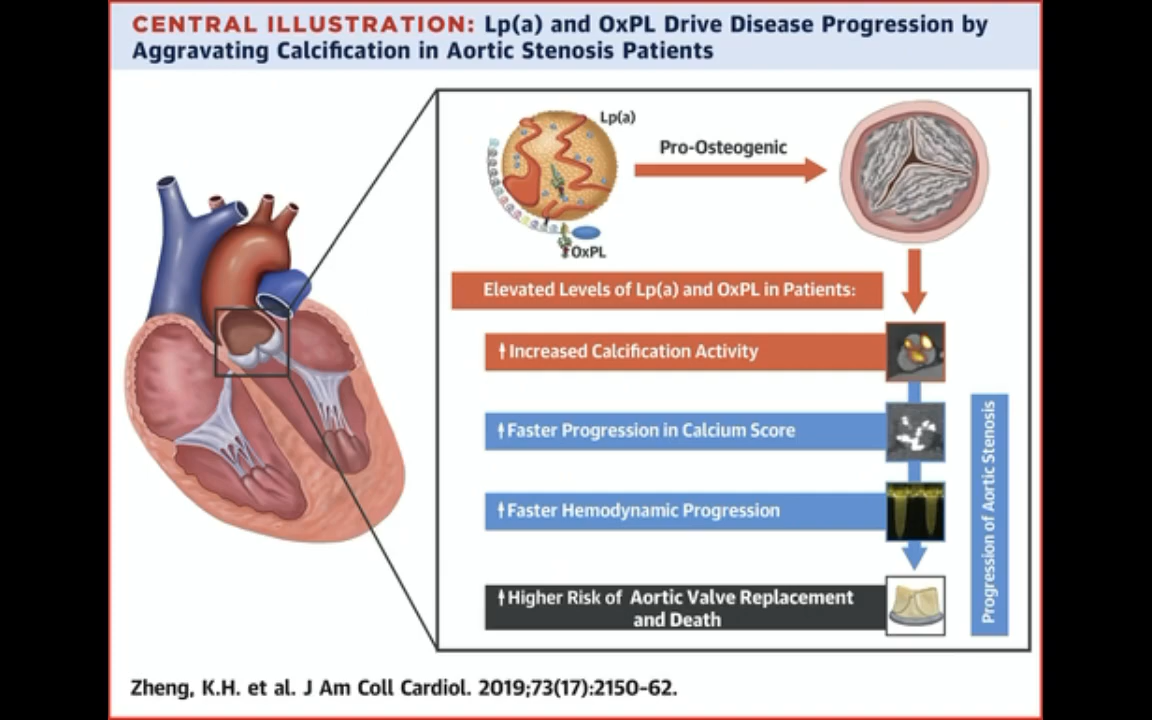 CENTRAL ILLUSTRATION: Lp(a) and OxPL Drive Disease Progression by
Aggravating Calcification in Aortic Stenosis Patients
Lp(a)
Pro-Osteogenic
OxPL
Elevated Levels of Lp(a) and OxPL in Patients:
Increased Calcification Activity
Faster Progression in Calcium Score
Faster Hemodynamic Progression
Higher Risk of Aortic Valve Replacement
and Death
Progression of Aortic Stenosis
Zheng, K.H. et al. J Am Coll Cardiol. 2019;73(17):2150-62.